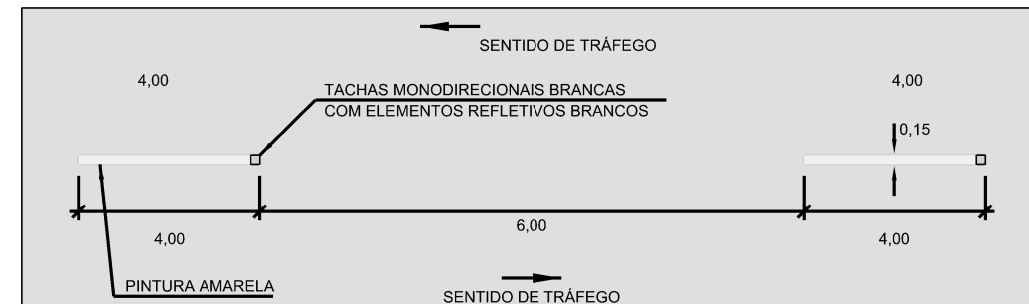 SENTIDO DE TRÁFEGO
4,00
4,00
TACHAS MONODIRECIONAIS BRANCAS
COM ELEMENTOS REFLETIVOS BRANCOS
0,15
4,00
6,00
4,00
PINTURA AMARELA
SENTIDO DE TRÁFEGO